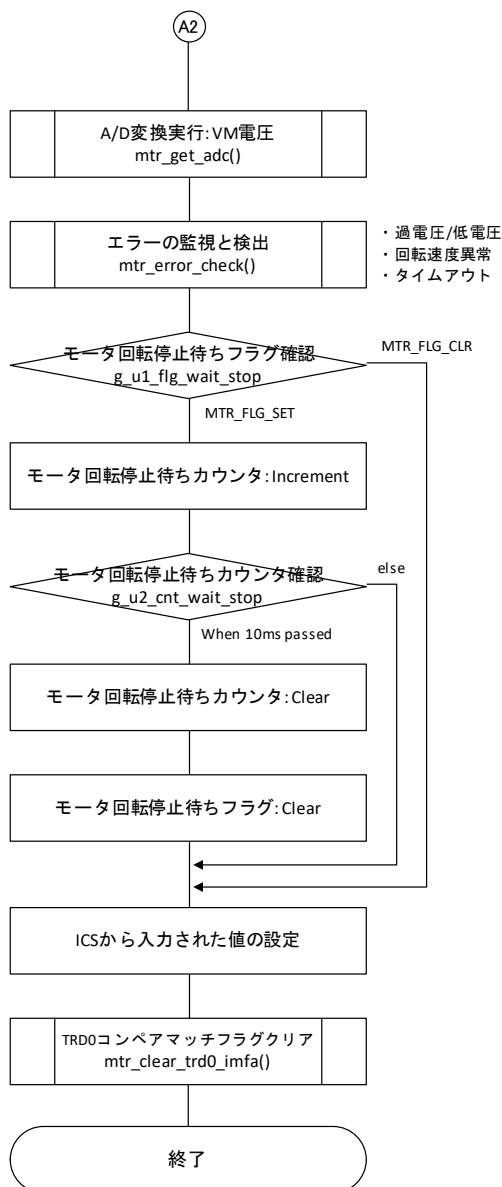 A2
A/D変換実行:VM電圧
mtr_get_adc()
エラーの監視と検出
mtr_error_check()
・過電圧/低電圧
・回転速度異常
・タイムアウト
モータ回転停止待ちフラグ確認
g_u1_flg_wait_stop
MTR_FLG_CLR
MTR_FLG_SET
モータ回転停止待ちカウンタ:Increment
モータ回転停止待ちカウンタ確認
g_u2_cnt_wait_stop
else
When 10ms passed
モータ回転停止待ちカウンタ:Clear
モータ回転停止待ちフラグ:Clear
ICSから入力された値の設定
TRD0コンペアマッチフラグクリア
mtr_clear_trd0_imfa()
終了